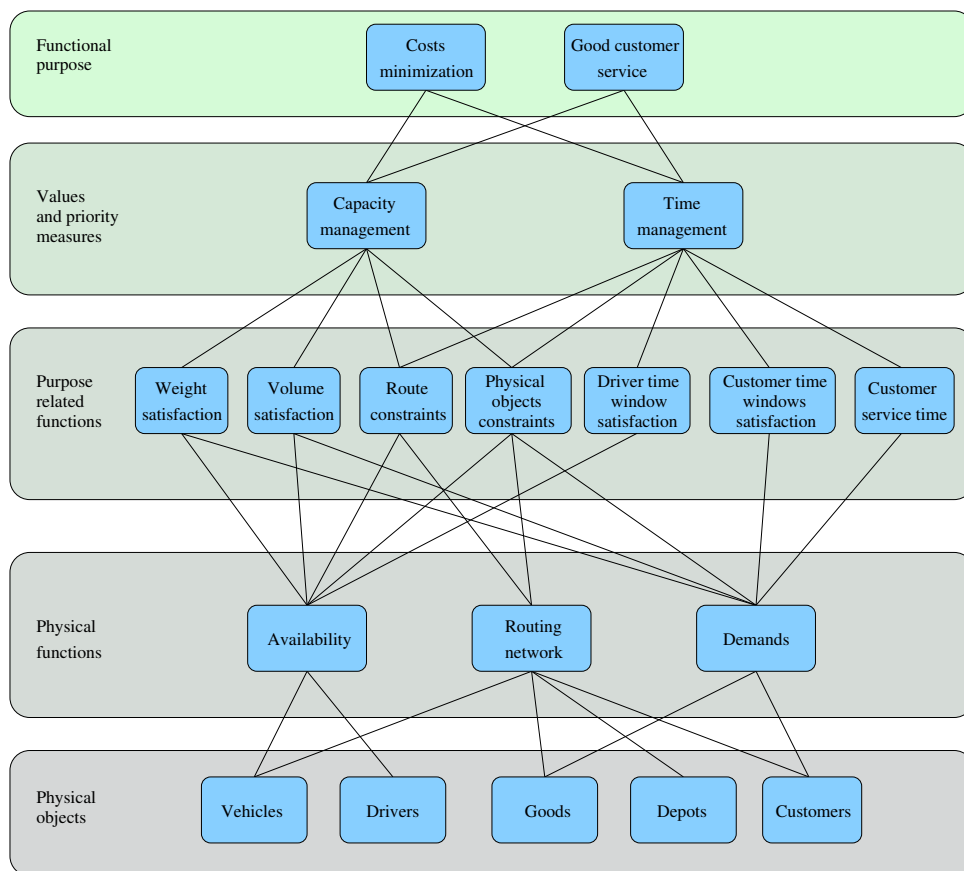 Functional
purpose
Costs
minimization
Good customer
service
Values
and priority
measures
Capacity
management
Time
management
Purpose
related functions
Weight
satisfaction
Volume
satisfaction
Route
constraints
Physical
objects
constraints
Driver time
window
satisfaction
Customer time
windows
satisfaction
Customer
service time
Physical
functions
Availability
Routing
network
Demands
Physical
objects
Vehicles
Drivers
Goods
Depots
Customers